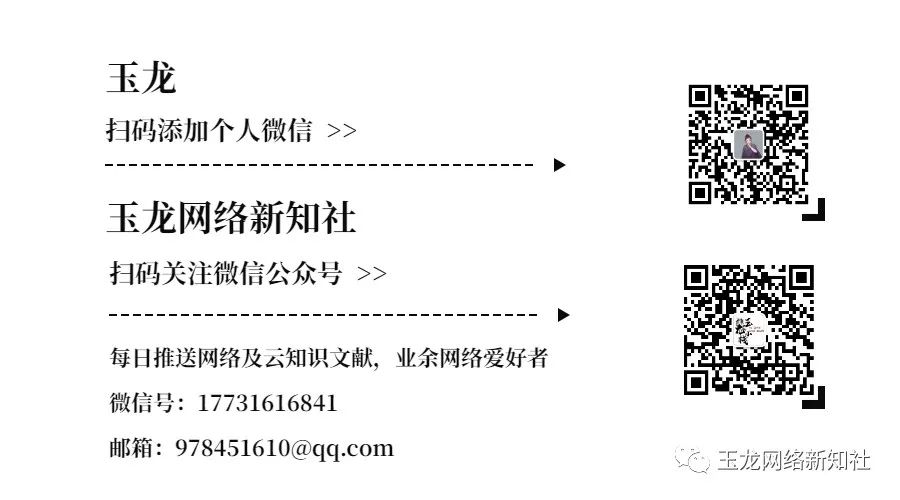 玉龙
扫码添加个人微信 >>
玉龙网络新知社
扫码关注微信公众号 >>
每日推送网络及云知识文献，业余网络爱好者
微信号：17731616841
邮箱：978451610@qq.com
玉龙网络新知社